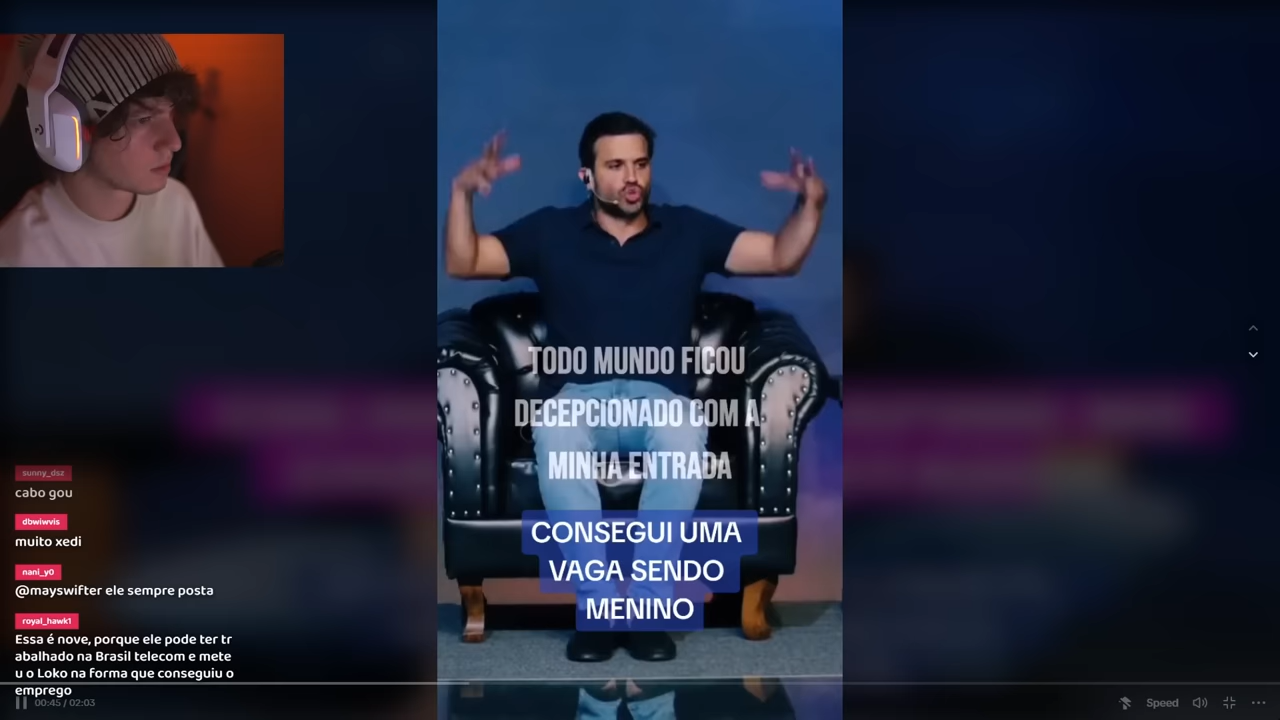 TODO MUNDO FICOU
DECEPCIONADO COM A
MINHA ENTRADA
CONSEGUI UMA
VAGA SENDO
MENINO
sunny_dsz
cabo gou
dbwiwvis
muito xedi
nani_y0
@mayswifter ele sempre posta
royal_hawk1
Essa é nove, porque ele pode ter tr
abalhado na Brasil telecom e mete
u o Loko na forma que conseguiu o
emprego
00:45 / 02:03
Speed